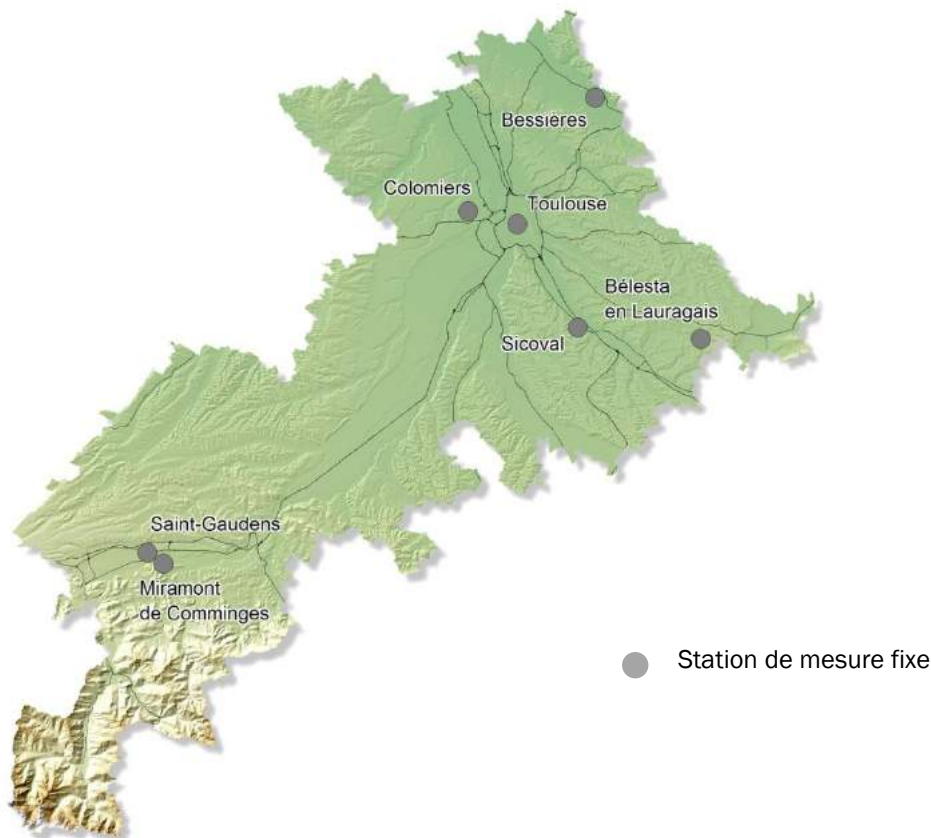 Bessières
Colomiers
Toulouse
Bélesta
en Lauragais
Sicoval
Saint-Gaudens
Miramont
de Comminges
Station de mesure fixe